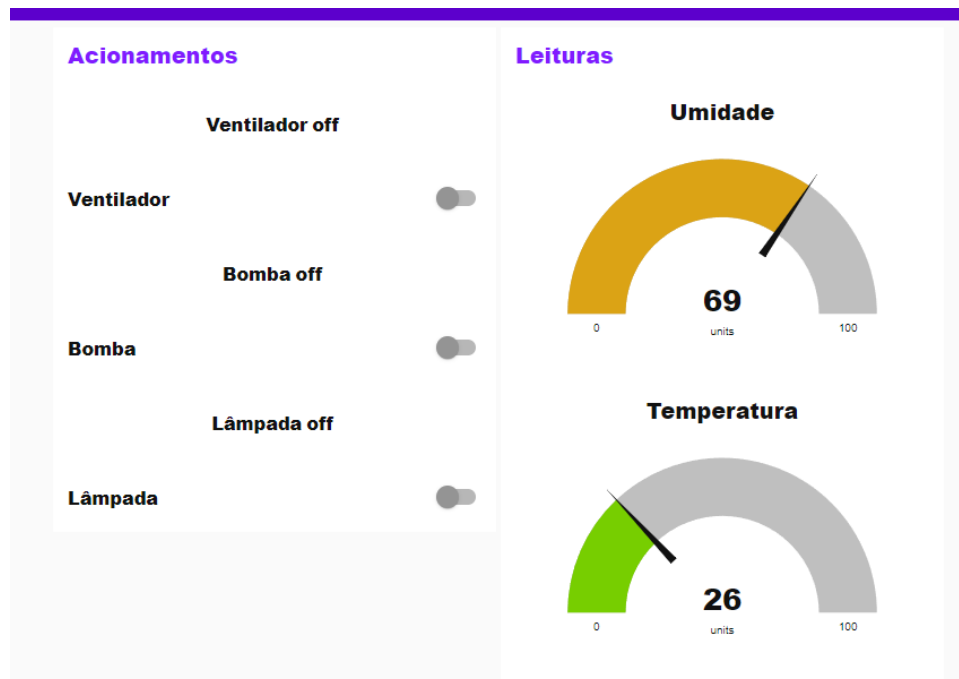 Acionamentos
Ventilador off
Ventilador
Bomba off
Bomba
Lâmpada off
Lâmpada
Leituras
Umidade
69
units
0
100
Temperatura
26
units
0
100